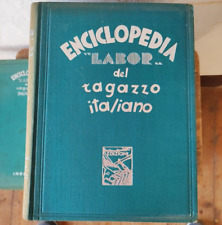 ENCICLOPEDIA
"LABOR"
del
ragazzo
italiano